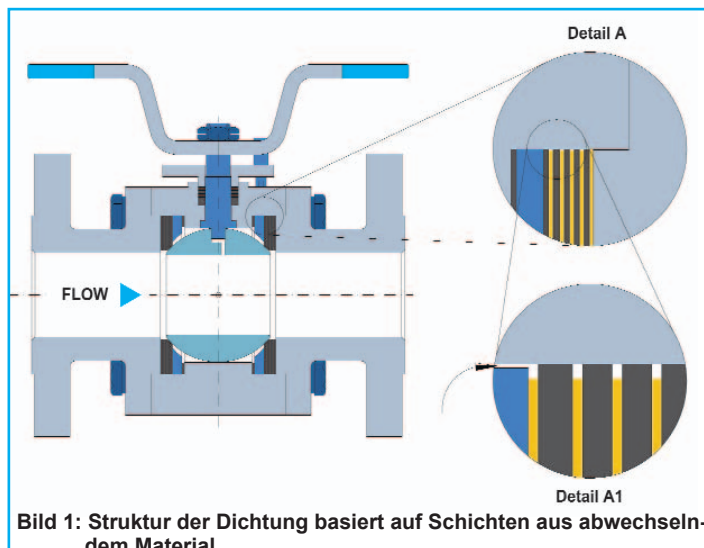 Detail A
FLOW
Detail A1
Bild 1: Struktur der Dichtung basiert auf Schichten aus abwechseln-
dem Material